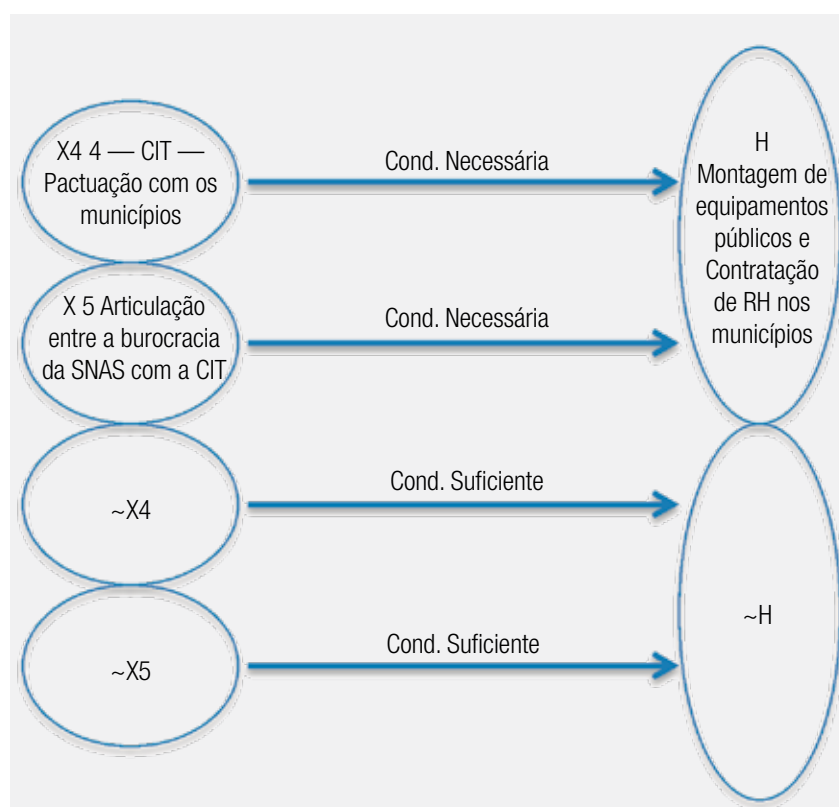 X4 4 — CIT —
Pactuação com os
municípios
Cond. Necessária
H
Montagem de
equipamentos
públicos e
Contratação
de RH nos
municípios
X 5 Articulação
entre a burocracia
da SNAS com a CIT
Cond. Necessária
~X4
Cond. Suficiente
~H
~X5
Cond. Suficiente